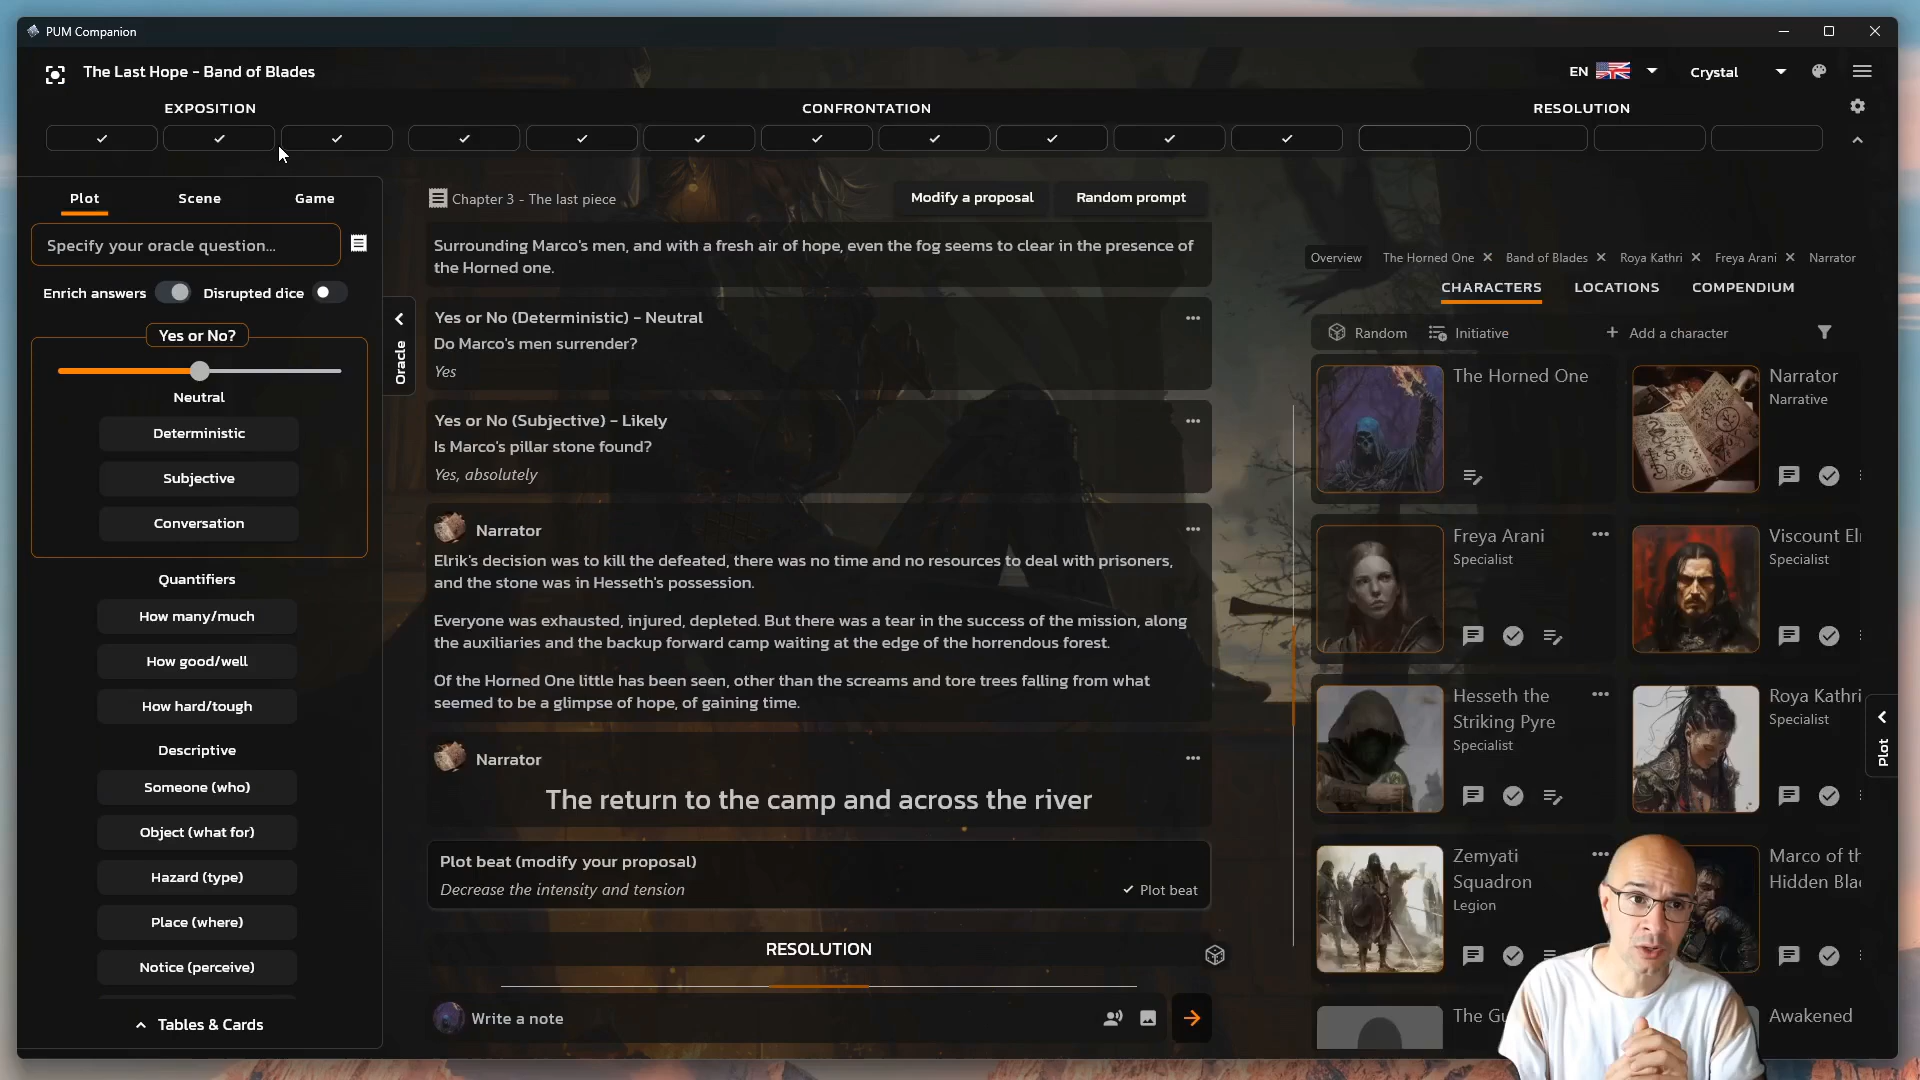 PUM Companion
The Last Hope - Band of Blades
EN
Crystal
EXPOSITION
CONFRONTATION
RESOLUTION
Plot
Scene
Game
Specify your oracle question...
Enrich answers
Disrupted dice
Yes or No?
Neutral
Deterministic
Subjective
Conversation
Quantifiers
How many/much
How good/well
How hard/tough
Descriptive
Someone (who)
Object (what for)
Hazard (type)
Place (where)
Notice (perceive)
Tables & Cards
Oracle
Chapter 3 - The last piece
Modify a proposal
Random prompt
Surrounding Marco's men, and with a fresh air of hope, even the fog seems to clear in the presence of
the Horned one.
Yes or No (Deterministic) - Neutral
Do Marco's men surrender?
Yes
Yes or No (Subjective) - Likely
Is Marco's pillar stone found?
Yes, absolutely
Narrator
Elrik's decision was to kill the defeated, there was no time and no resources to deal with prisoners,
and the stone was in Hesseth's possession.
Everyone was exhausted, injured, depleted. But there was a tear in the success of the mission, along
the auxiliaries and the backup forward camp waiting at the edge of the horrendous forest.
Of the Horned One little has been seen, other than the screams and tore trees falling from what
seemed to be a glimpse of hope, of gaining time.
Narrator
The return to the camp and across the river
Plot beat (modify your proposal)
Decrease the intensity and tension
Plot beat
RESOLUTION
Write a note
Overview
The Horned One
Band of Blades
Roya Kathri
Freya Arani
Narrator
CHARACTERS
LOCATIONS
COMPENDIUM
Random
Initiative
Add a character
The Horned One
Narrator
Narrative
Freya Arani
Specialist
Viscount El
Specialist
Hesseth the
Striking Pyre
Specialist
Roya Kathri
Specialist
Zemyati
Squadron
Legion
Marco of th
Hidden Bla
The Gu
Awakened
Plot